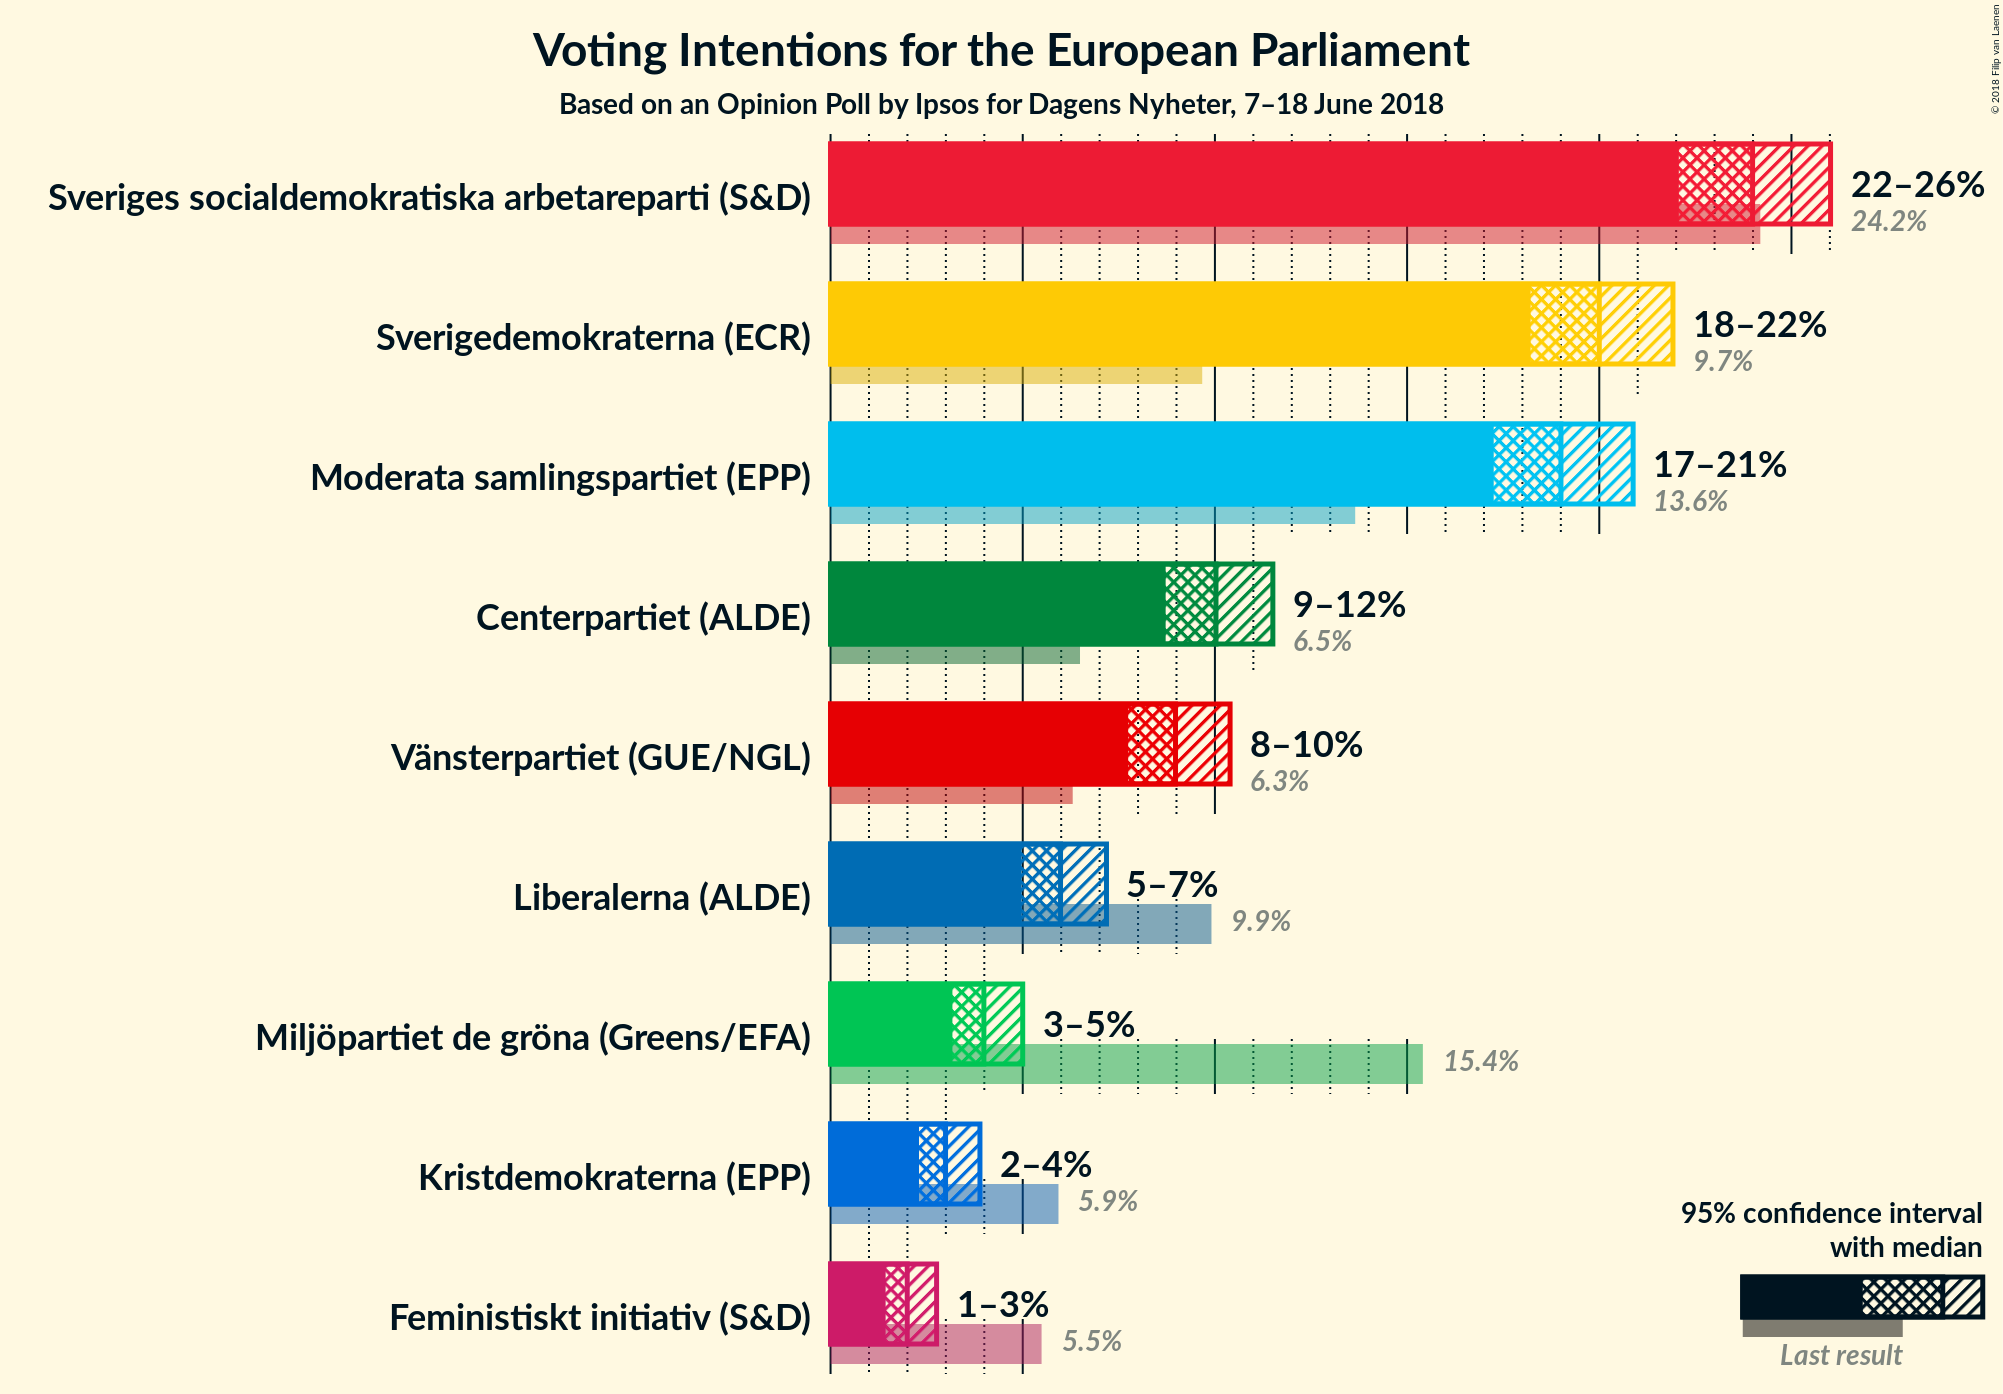 Voting Intentions for the European Parliament
Based on an Opinion Poll by Ipsos for Dagens Nyheter, 7–18 June 2018
© 2018 Filip van Laenen
Sveriges socialdemokratiska arbetareparti (S&D)
22–26%
24.2%
Sverigedemokraterna (ECR)
18–22%
9.7%
Moderata samlingspartiet (EPP)
17–21%
13.6%
Centerpartiet (ALDE)
9–12%
6.5%
Vänsterpartiet (GUE/NGL)
8–10%
6.3%
Liberalerna (ALDE)
5–7%
9.9%
Miljöpartiet de gröna (Greens/EFA)
3–5%
15.4%
Kristdemokraterna (EPP)
2–4%
5.9%
Feministiskt initiativ (S&D)
1–3%
5.5%
95% confidence interval
with median
Last result